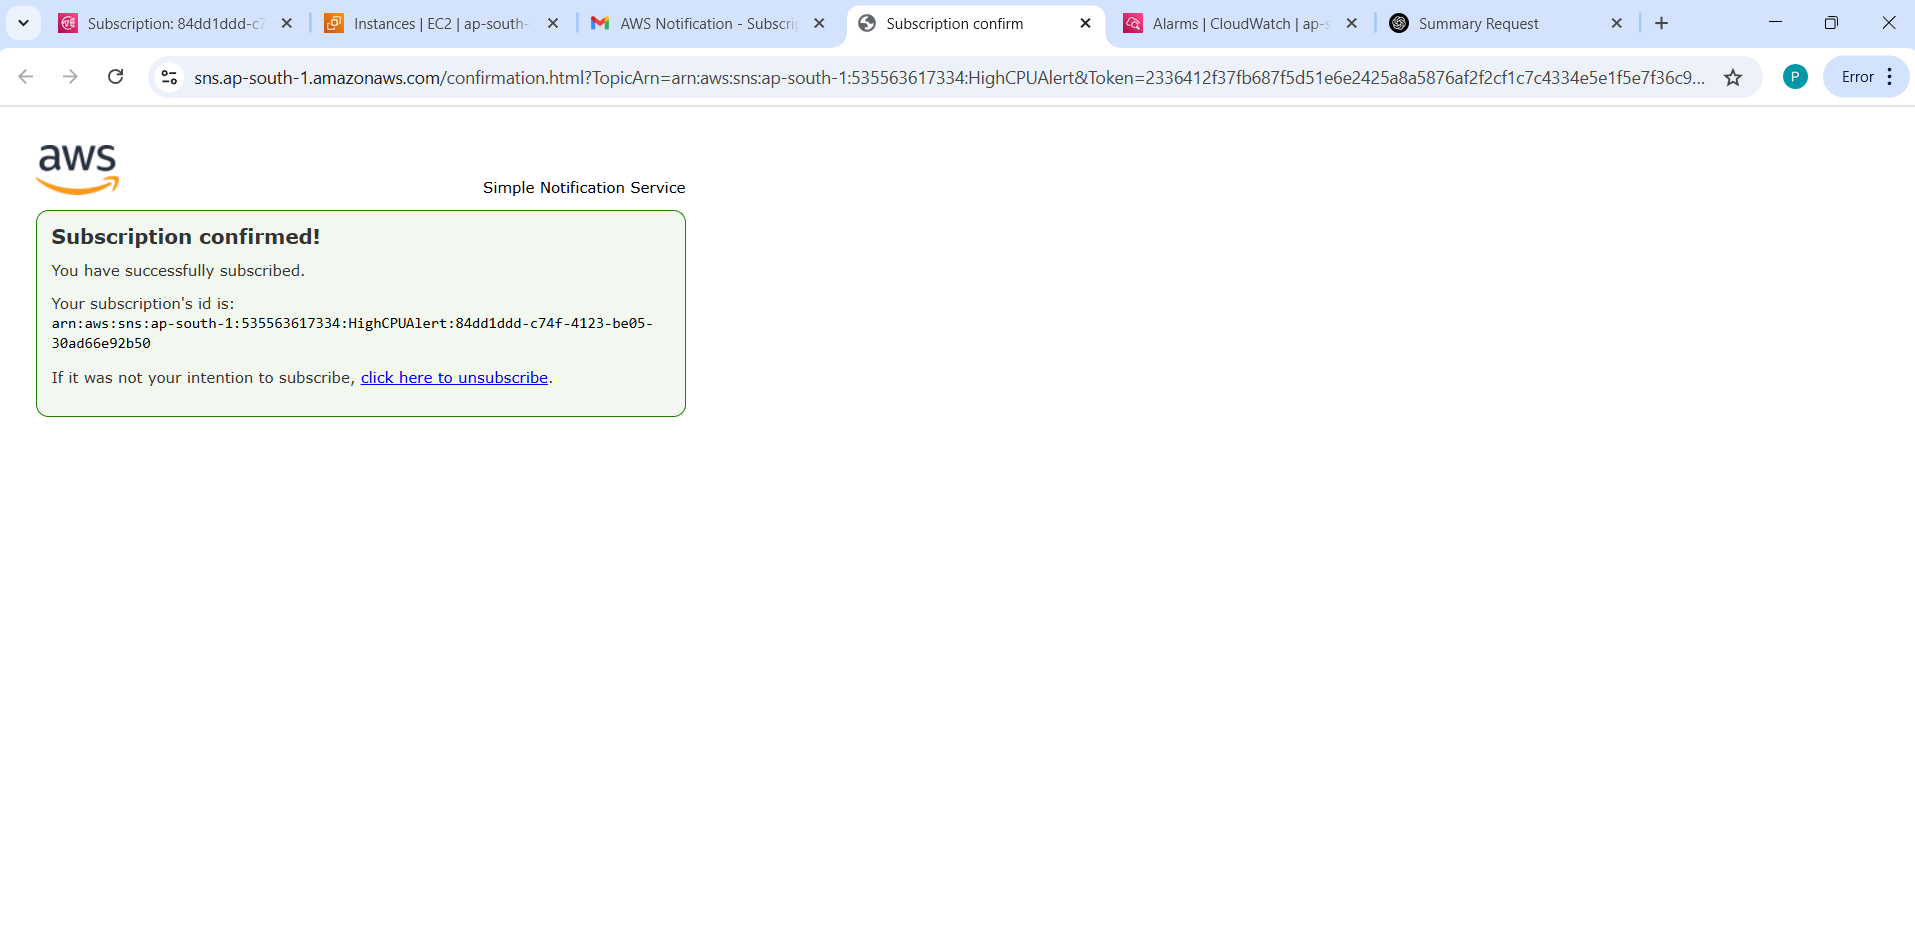 Subscription: 84dd1ddd-c7
Instances | EC2 | ap-south-
AWS Notification - Subscrip
Subscription confirm
Alarms | CloudWatch | ap-s
Summary Request
sns.ap-south-1.amazonaws.com/confirmation.html?TopicArn=arn:aws:sns:ap-south-1:535563617334:HighCPUAlert&Token=2336412f37fb687f5d51e6e2425a8a5876af2f2cf1c7c4334e5e1f5e7f36c9...
P
Error
aws
Simple Notification Service
Subscription confirmed!
You have successfully subscribed.
Your subscription's id is:
arn:aws:sns:ap-south-1:535563617334:HighCPUAlert:84dd1ddd-c74f-4123-be05-
30ad66e92b50
If it was not your intention to subscribe, click here to unsubscribe.